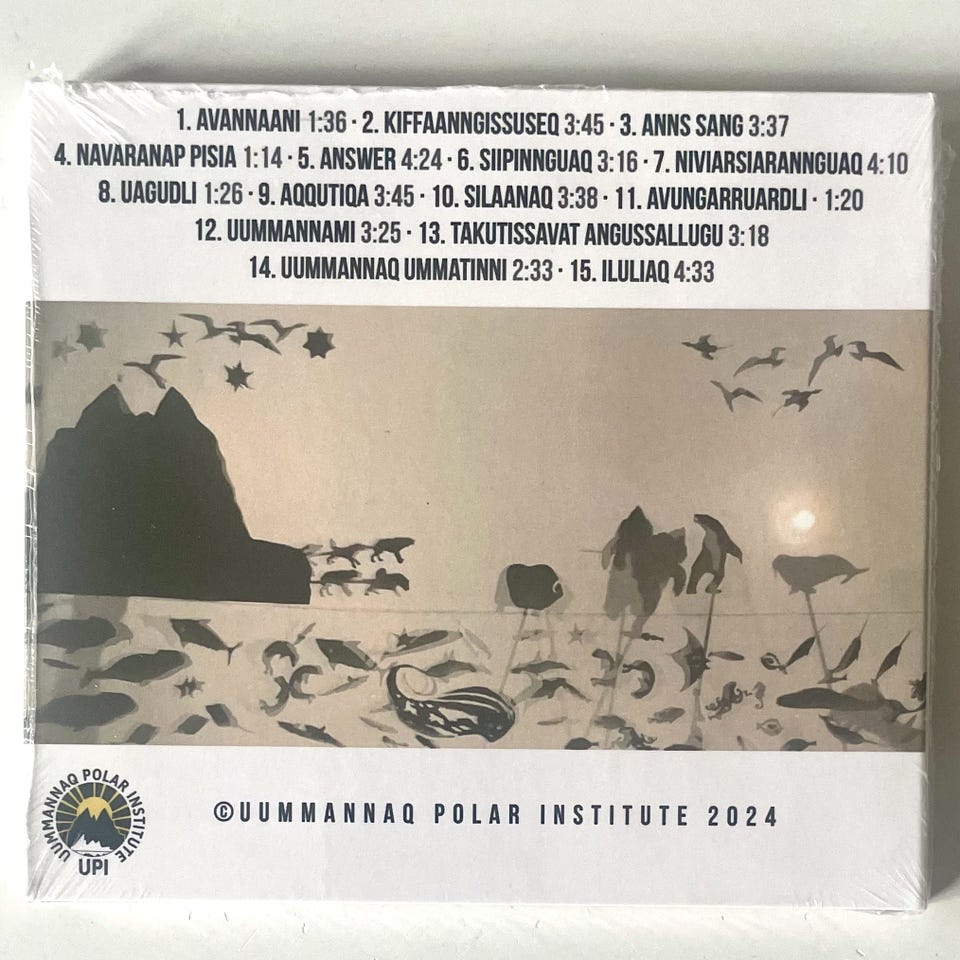 1. AVANNAANI 1:36 · 2. KIFFAANNGISSUSEQ 3:45 · 3. ANNS SANG 3:37
4. NAVARANAP PISIA 1:14 · 5. ANSWER 4:24 · 6. SIIPINNGUAQ 3:16 · 7. NIVIARSIARANNGUAQ 4:10
8. UAGUDLI 1:26 · 9. AQQUTIQA 3:45 · 10. SILAANAQ 3:38 · 11. AVUNGARRUARDLI · 1:20
12. UUMMANNAMI 3:25 · 13. TAKUTISSAVAT ANGUSSALLUGU 3:18
14. UUMMANNAQ UMMATINNI 2:33 · 15. ILULIAQ 4:33
UUMMANNAQ POLAR INSTITUTE
UPI
©UUMMANNAQ POLAR INSTITUTE 2024